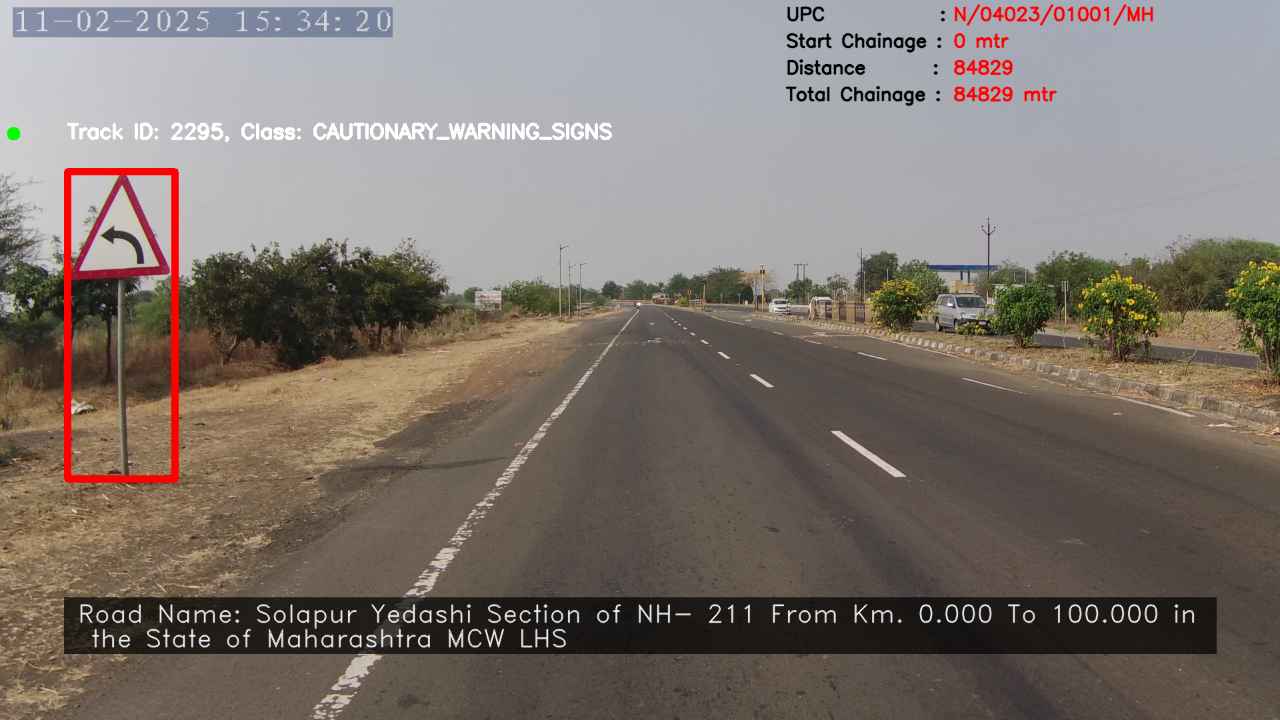 11-02-2025 15:34:20
UPC : N/04023/01001/MH
Start Chainage : 0 mtr
Distance : 84829
Total Chainage : 84829 mtr
Track ID: 2295, Class: CAUTIONARY_WARNING_SIGNS
Road Name: Solapur Yedashi Section of NH- 211 From Km. 0.000 To 100.000 in
the State of Maharashtra MCW LHS